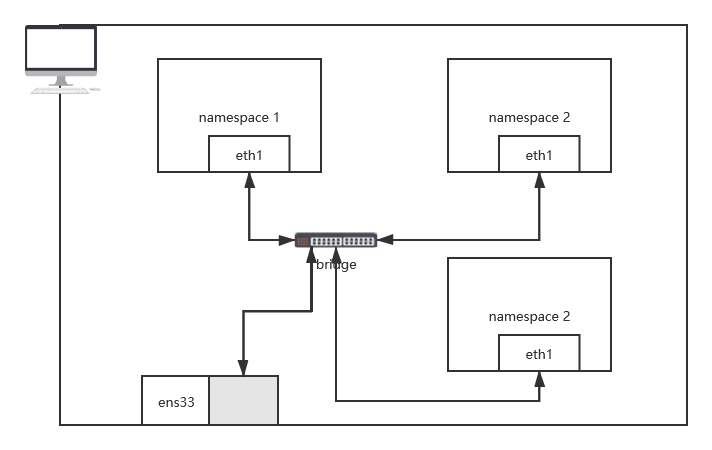 namespace 1
eth1
namespace 2
eth1
bridge
namespace 2
eth1
ens33